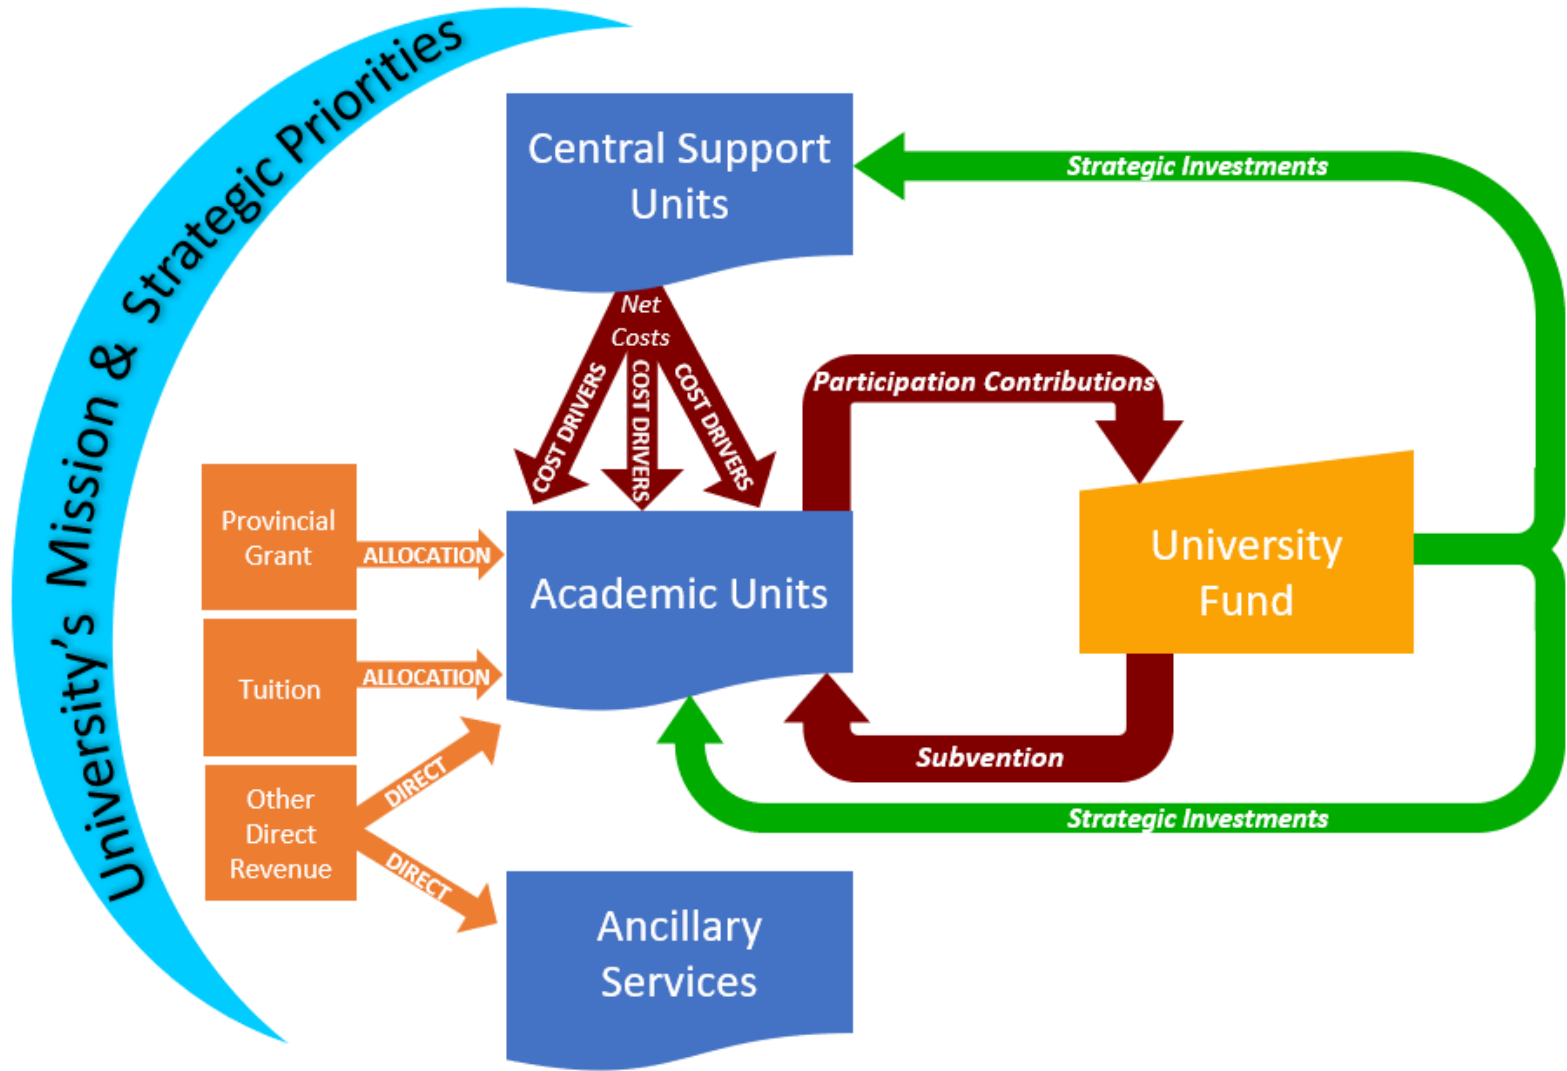 University's Mission & Strategic Priorities
Central Support
Units
Strategic Investments
Net
Costs
COST DRIVERS
COST DRIVERS
COST DRIVERS
Participation Contributions
Provincial
Grant
ALLOCATION
Academic Units
University
Fund
Tuition
ALLOCATION
Other
Direct
Revenue
DIRECT
DIRECT
Subvention
Strategic Investments
Ancillary
Services